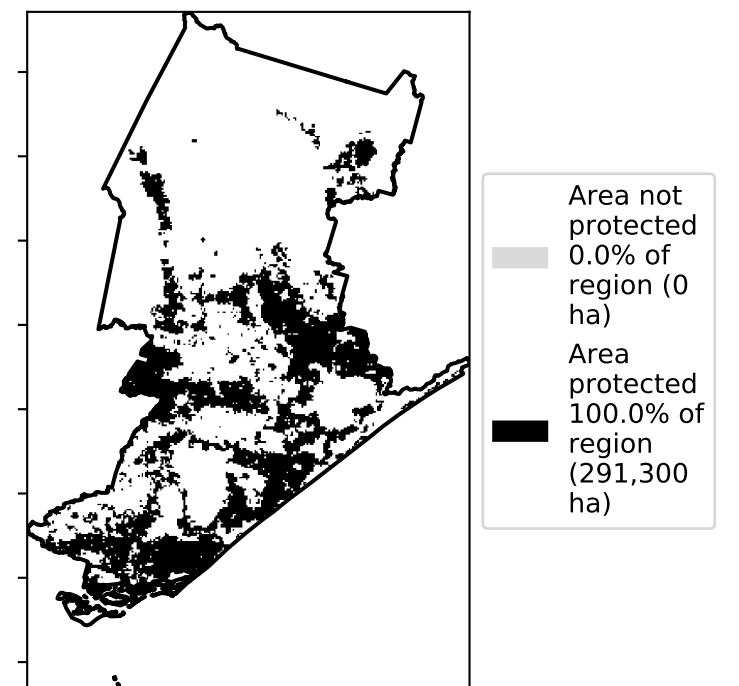 Area not
protected
0.0% of
region (0
ha)
Area
protected
100.0% of
region
(291,300
ha)